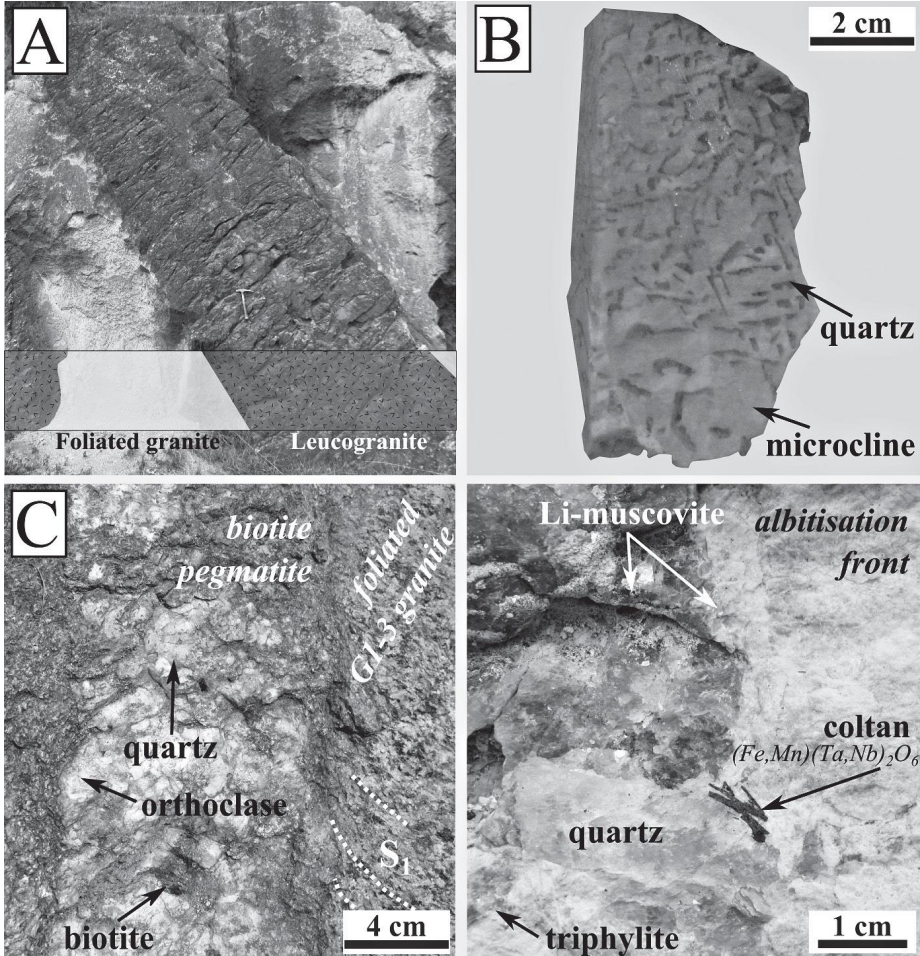 A
Foliated granite
Leucogranite
B
2 cm
quartz
microcline
C
biotite
pegmatite
foliated
G1-3 granite
quartz
orthoclase
S1
biotite
4 cm
Li-muscovite
albitisation
front
coltan
(Fe,Mn)(Ta,Nb)2O6
quartz
triphylite
1 cm